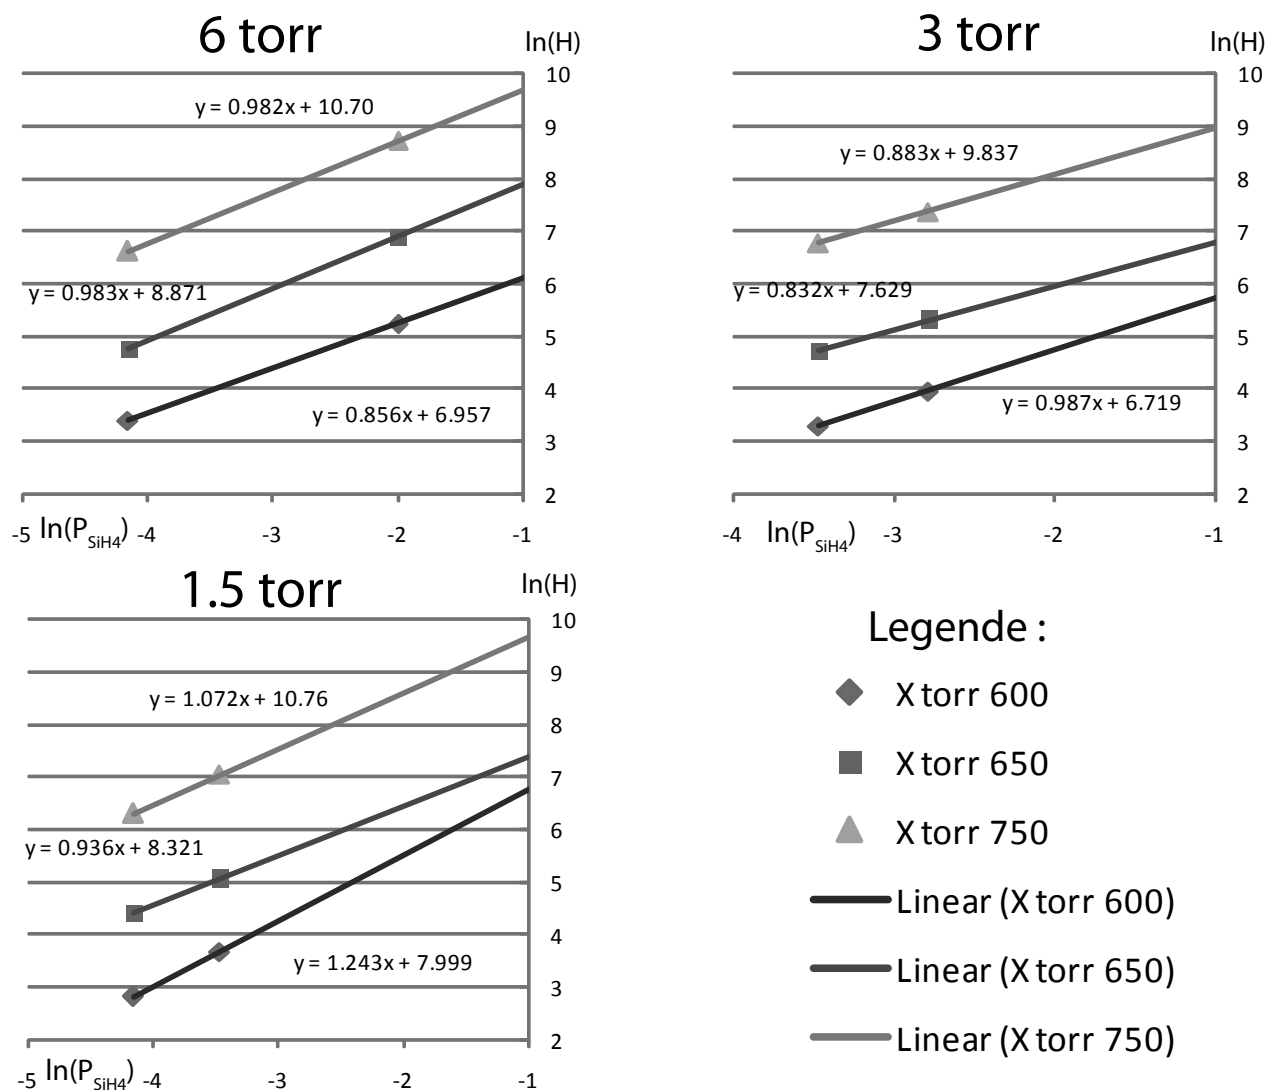 6 torr
ln(H)
10
y = 0.982x + 10.70
9
8
7
y = 0.983x + 8.871
6
5
4
y = 0.856x + 6.957
3
2
-5 ln(P_SiH4) -4 -3 -2 -1
3 torr
ln(H)
10
9
y = 0.883x + 9.837
8
7
y = 0.832x + 7.629
6
5
4
y = 0.987x + 6.719
3
2
-4 ln(P_SiH4) -3 -2 -1
1.5 torr
ln(H)
10
9
y = 1.072x + 10.76
8
7
6
y = 0.936x + 8.321
5
4
y = 1.243x + 7.999
3
2
-5 ln(P_SiH4) -4 -3 -2 -1
Legende :
X torr 600
X torr 650
X torr 750
Linear (X torr 600)
Linear (X torr 650)
Linear (X torr 750)